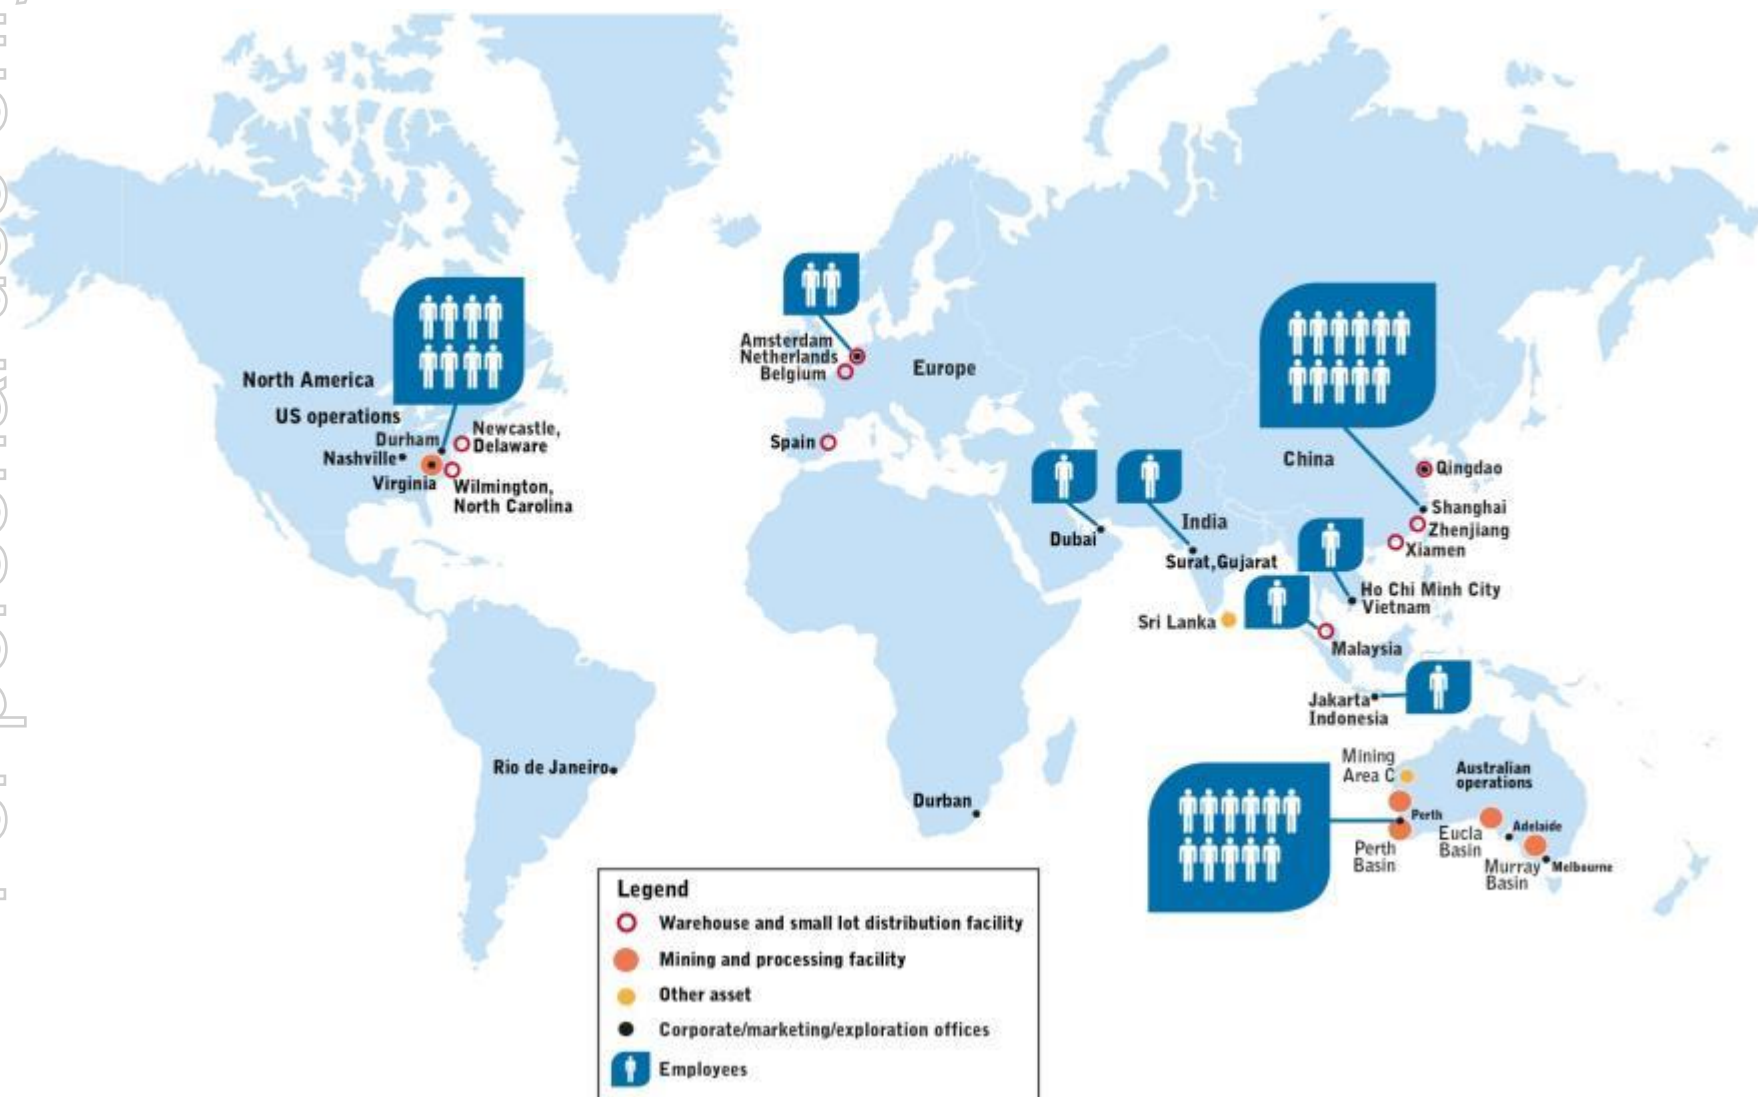 North America
US operations
Durham
Nashville
Virginia
Newcastle,
Delaware
Wilmington,
North Carolina
Amsterdam
Netherlands
Belgium
Europe
Spain
China
Qingdao
Shanghai
Zhenjiang
Xiamen
Dubai
India
Surat,Gujarat
Ho Chi Minh City
Vietnam
Sri Lanka
Malaysia
Jakarta
Indonesia
Rio de Janeiro
Durban
Mining
Area C
Australian
operations
Perth
Perth
Basin
Eucla
Basin
Adelaide
Murray
Basin
Melbourne
Legend
Warehouse and small lot distribution facility
Mining and processing facility
Other asset
Corporate/marketing/exploration offices
Employees